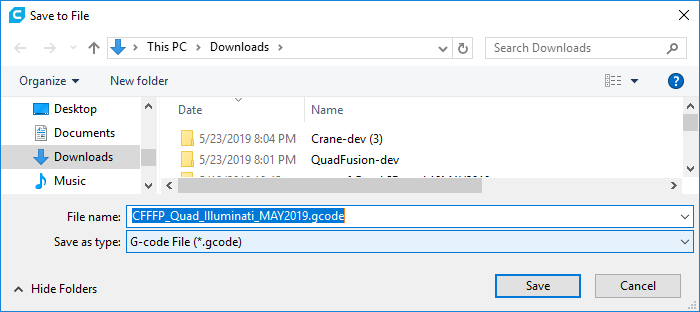 Save to File
This PC > Downloads >
Search Downloads
Organize
New folder
Desktop
Documents
Downloads
Music
Date
Name
5/23/2019 8:04 PM Crane-dev (3)
5/23/2019 8:01 PM QuadFusion-dev
File name: CFFFP_Quad_Illuminati_MAY2019.gcode
Save as type: G-code File (*.gcode)
Hide Folders
Save
Cancel